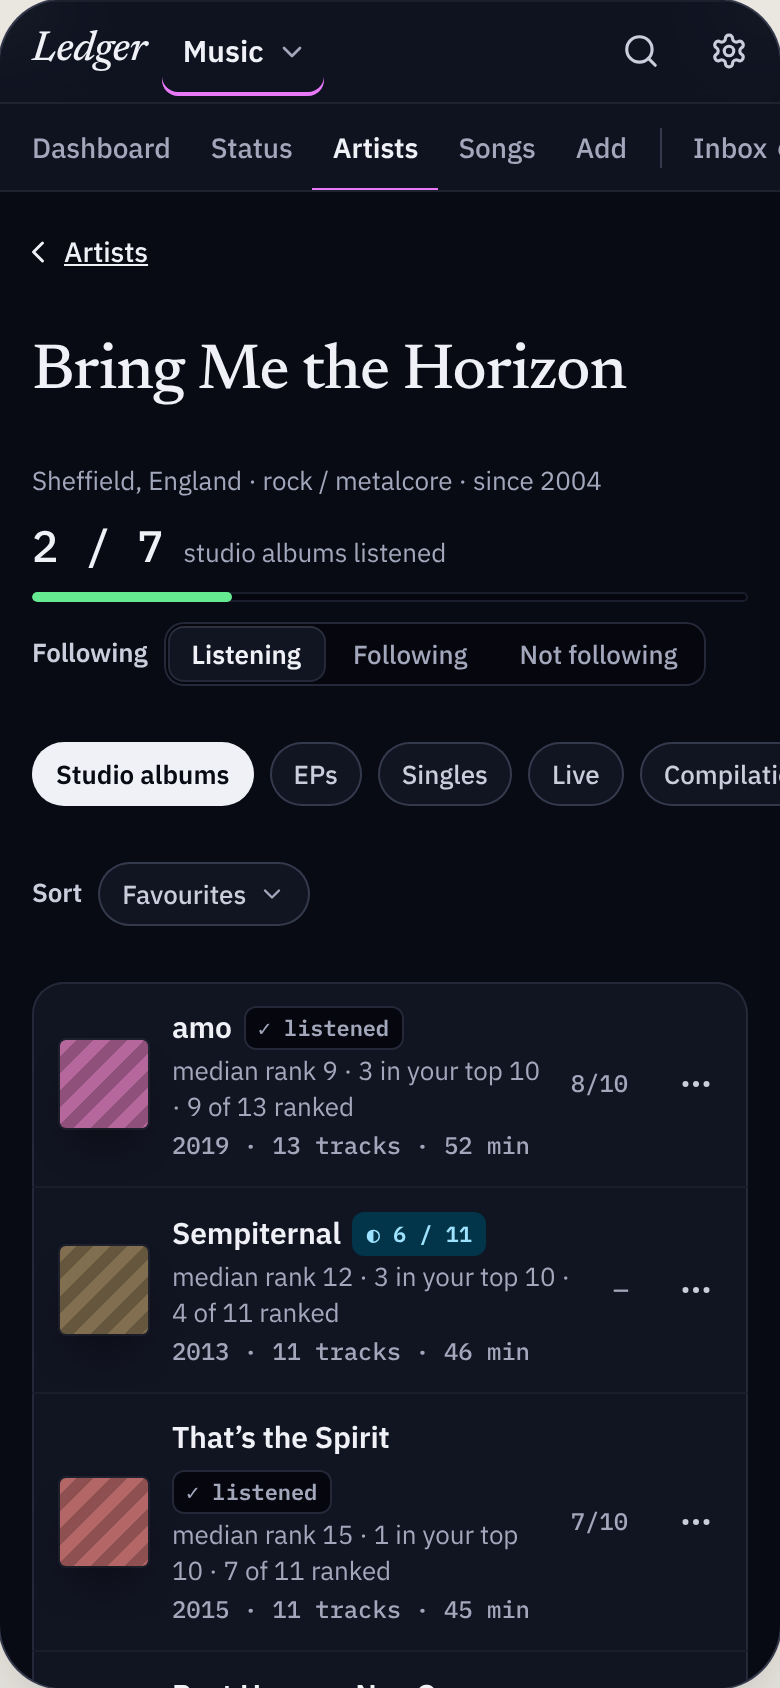 Ledger Music
Dashboard Status Artists Songs Add Inbox
Artists
Bring Me the Horizon
Sheffield, England · rock / metalcore · since 2004
2 / 7 studio albums listened
Following Listening Following Not following
Studio albums EPs Singles Live
Sort Favourites
amo ✓ listened
median rank 9 · 3 in your top 10
· 9 of 13 ranked
8/10
2019 · 13 tracks · 52 min
Sempiternal ◐ 6 / 11
median rank 12 · 3 in your top 10 ·
4 of 11 ranked
–
2013 · 11 tracks · 46 min
That’s the Spirit
✓ listened
median rank 15 · 1 in your top
10 · 7 of 11 ranked
7/10
2015 · 11 tracks · 45 min